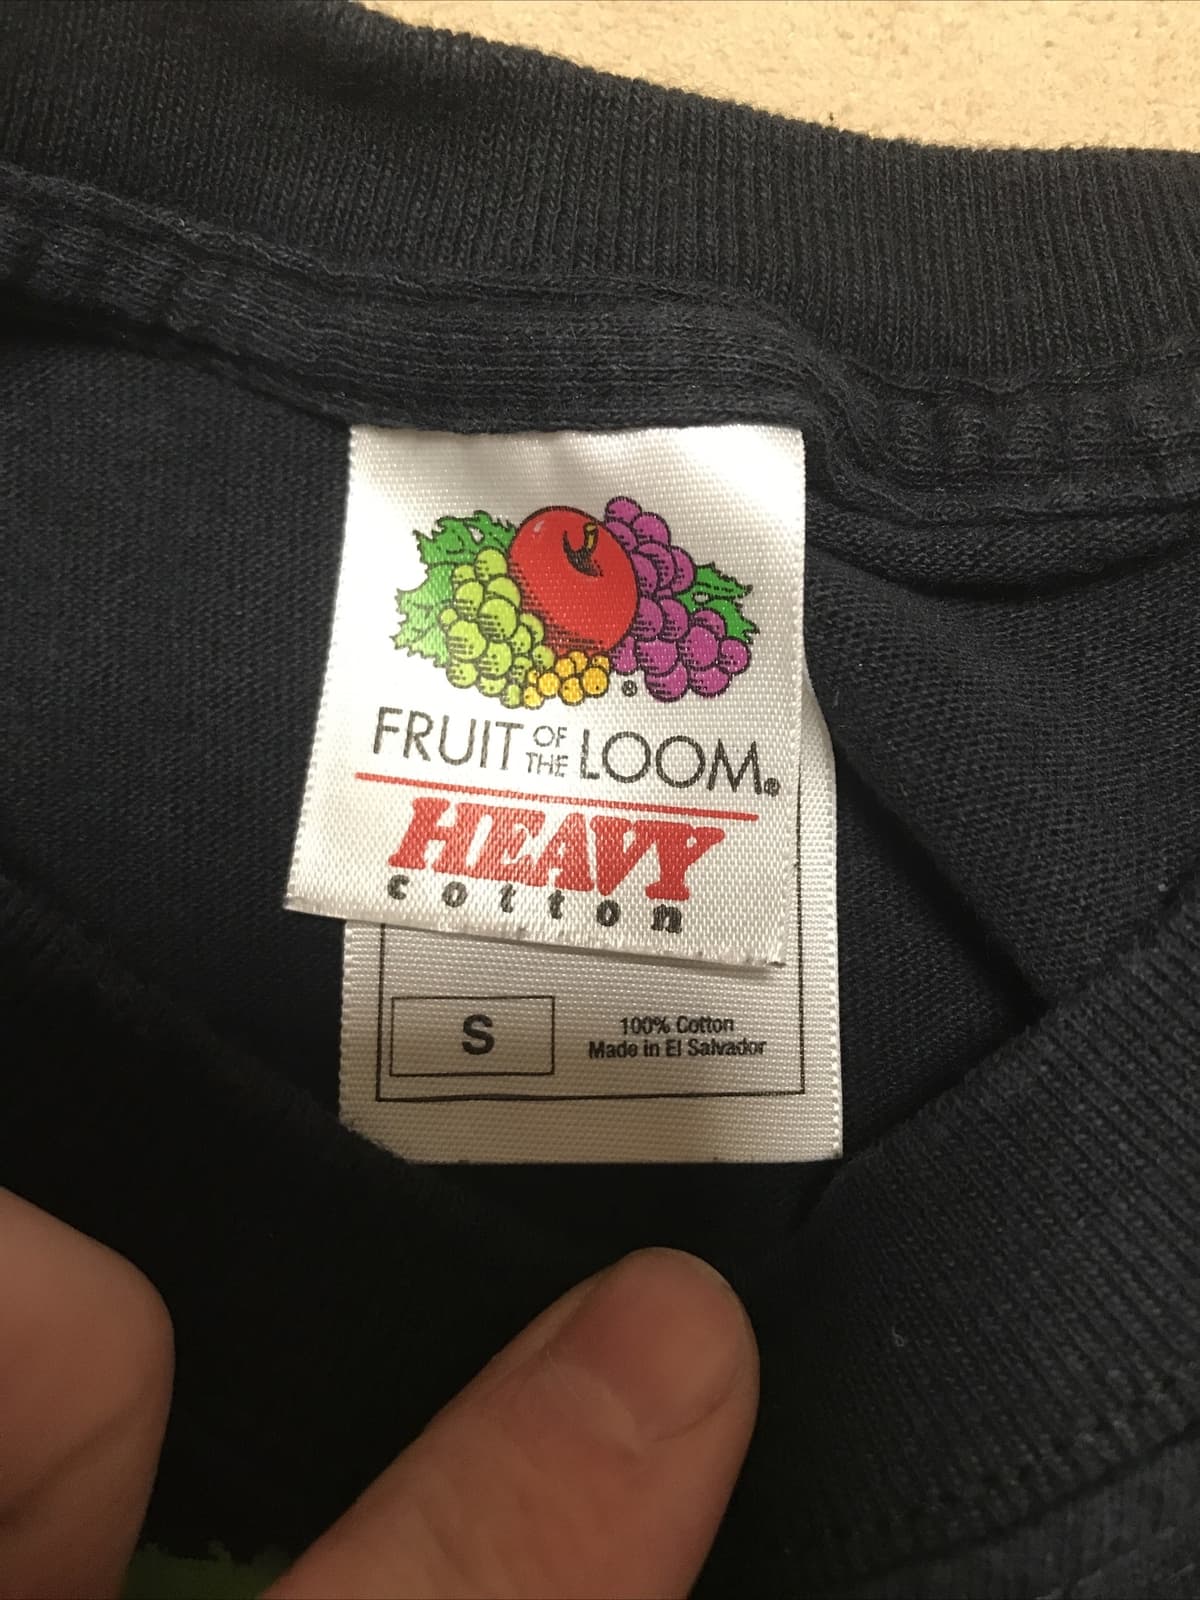 ®
FRUIT OF THE LOOM®
HEAVY
cotton
S
100% Cotton
Made in El Salvador